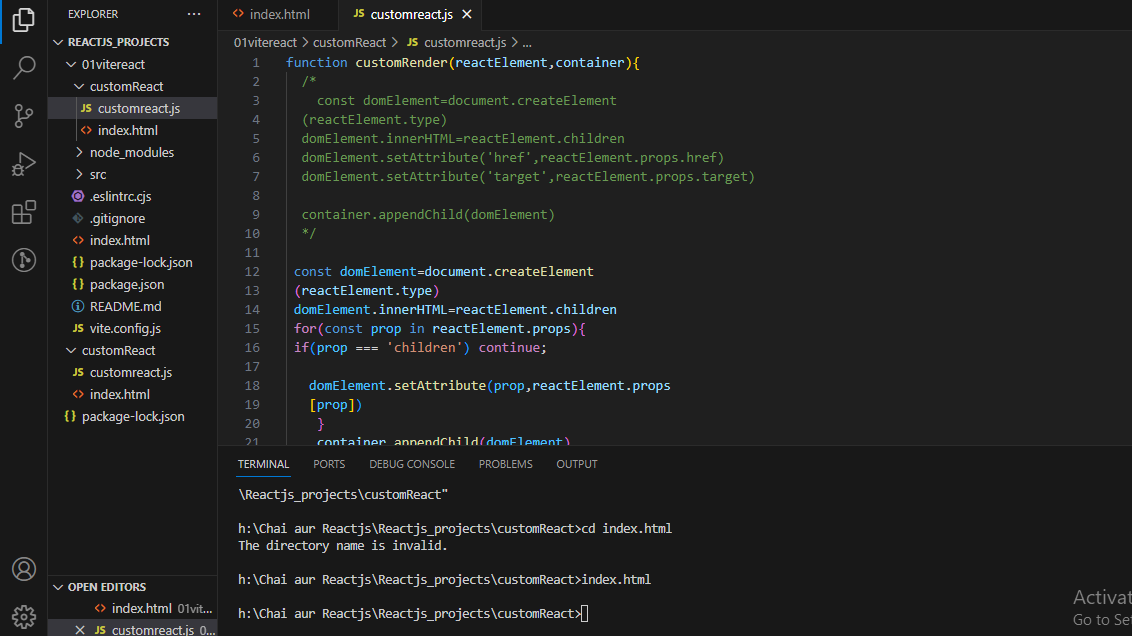 EXPLORER
...
REACTJS_PROJECTS
01vitereact
customReact
JS customreact.js
<> index.html
node_modules
src
.eslintrc.cjs
.gitignore
<> index.html
{} package-lock.json
{} package.json
README.md
JS vite.config.js
customReact
JS customreact.js
<> index.html
{} package-lock.json
OPEN EDITORS
<> index.html 01vit...
JS customreact.js 0...
<> index.html
JS customreact.js
01vitereact > customReact > JS customreact.js > ...
1 function customRender(reactElement,container){
2 /*
3 const domElement=document.createElement
4 (reactElement.type)
5 domElement.innerHTML=reactElement.children
6 domElement.setAttribute('href',reactElement.props.href)
7 domElement.setAttribute('target',reactElement.props.target)
8
9 container.appendChild(domElement)
10 */
11
12 const domElement=document.createElement
13 (reactElement.type)
14 domElement.innerHTML=reactElement.children
15 for(const prop in reactElement.props){
16 if(prop === 'children') continue;
17
18 domElement.setAttribute(prop,reactElement.props
19 [prop])
20 }
21 container.appendChild(domElement)
TERMINAL PORTS DEBUG CONSOLE PROBLEMS OUTPUT
\Reactjs_projects\customReact"
h:\Chai aur Reactjs\Reactjs_projects\customReact>cd index.html
The directory name is invalid.
h:\Chai aur Reactjs\Reactjs_projects\customReact>index.html
h:\Chai aur Reactjs\Reactjs_projects\customReact>
Activat
Go to Set